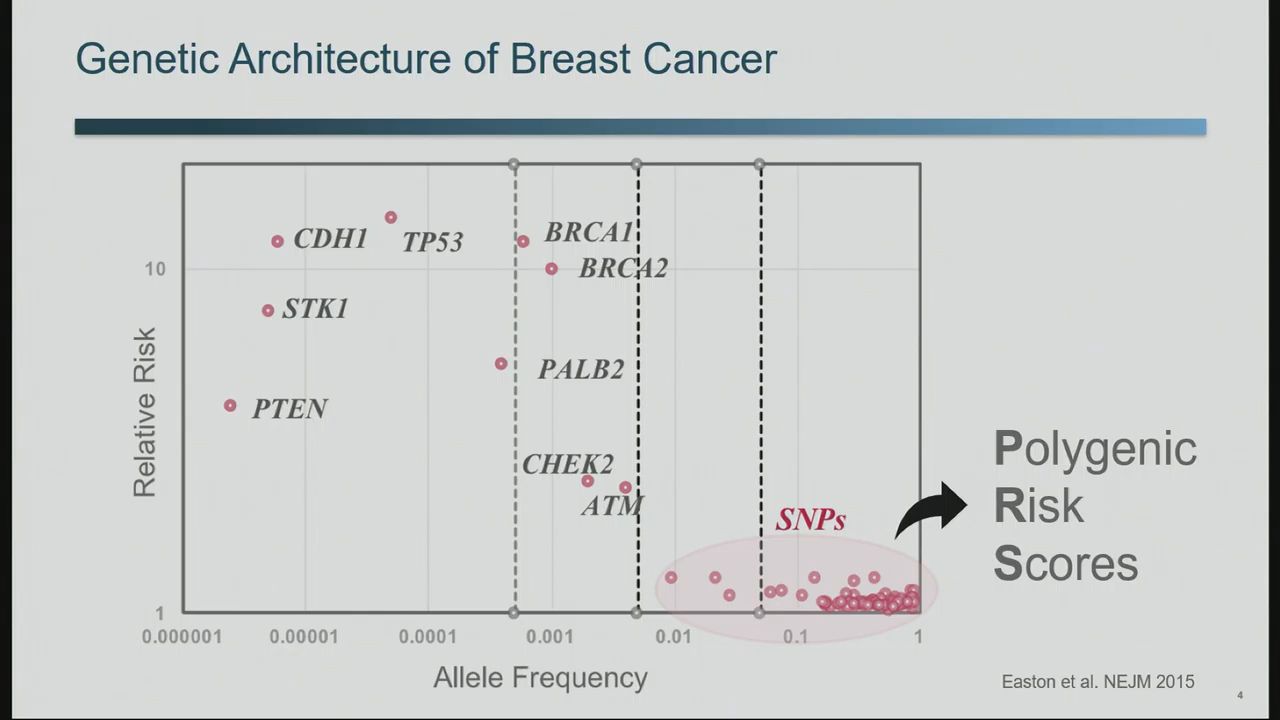 Genetic Architecture of Breast Cancer
CDH1
TP53
BRCA1
BRCA2
10
STK1
PALB2
PTEN
CHEK2
ATM
SNPs
Relative Risk
1
0.000001 0.00001 0.0001 0.001 0.01 0.1 1
Allele Frequency
Polygenic
Risk
Scores
Easton et al. NEJM 2015
4